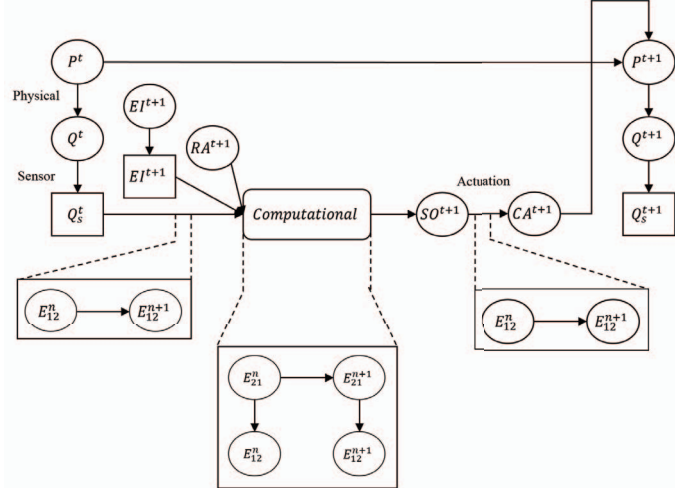 P^t
P^{t+1}
Physical
EI^{t+1}
Q^t
RA^{t+1}
Q^{t+1}
EI^{t+1}
Sensor
Actuation
Q_s^t
Computational
SO^{t+1}
CA^{t+1}
Q_s^{t+1}
E_{12}^n
E_{12}^{n+1}
E_{12}^n
E_{12}^{n+1}
E_{21}^n
E_{21}^{n+1}
E_{12}^n
E_{12}^{n+1}